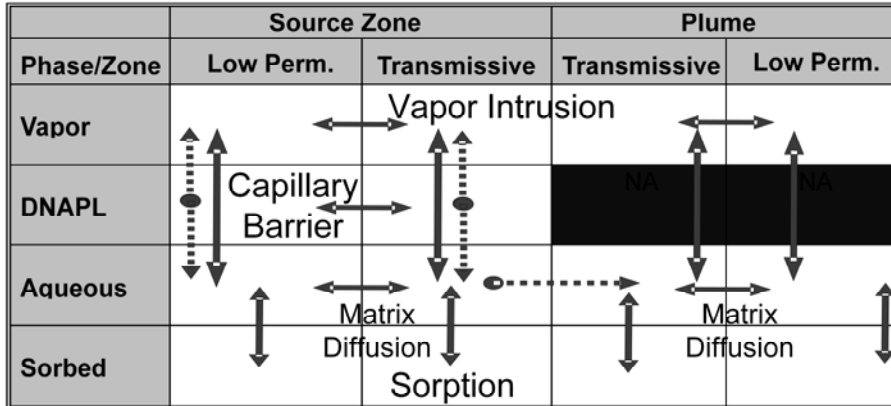 Source Zone Plume
Phase/Zone Low Perm. Transmissive Transmissive Low Perm.
Vapor Vapor Intrusion
NA NA
DNAPL Capillary
Barrier
Aqueous
Matrix Matrix
Diffusion Diffusion
Sorbed Sorption